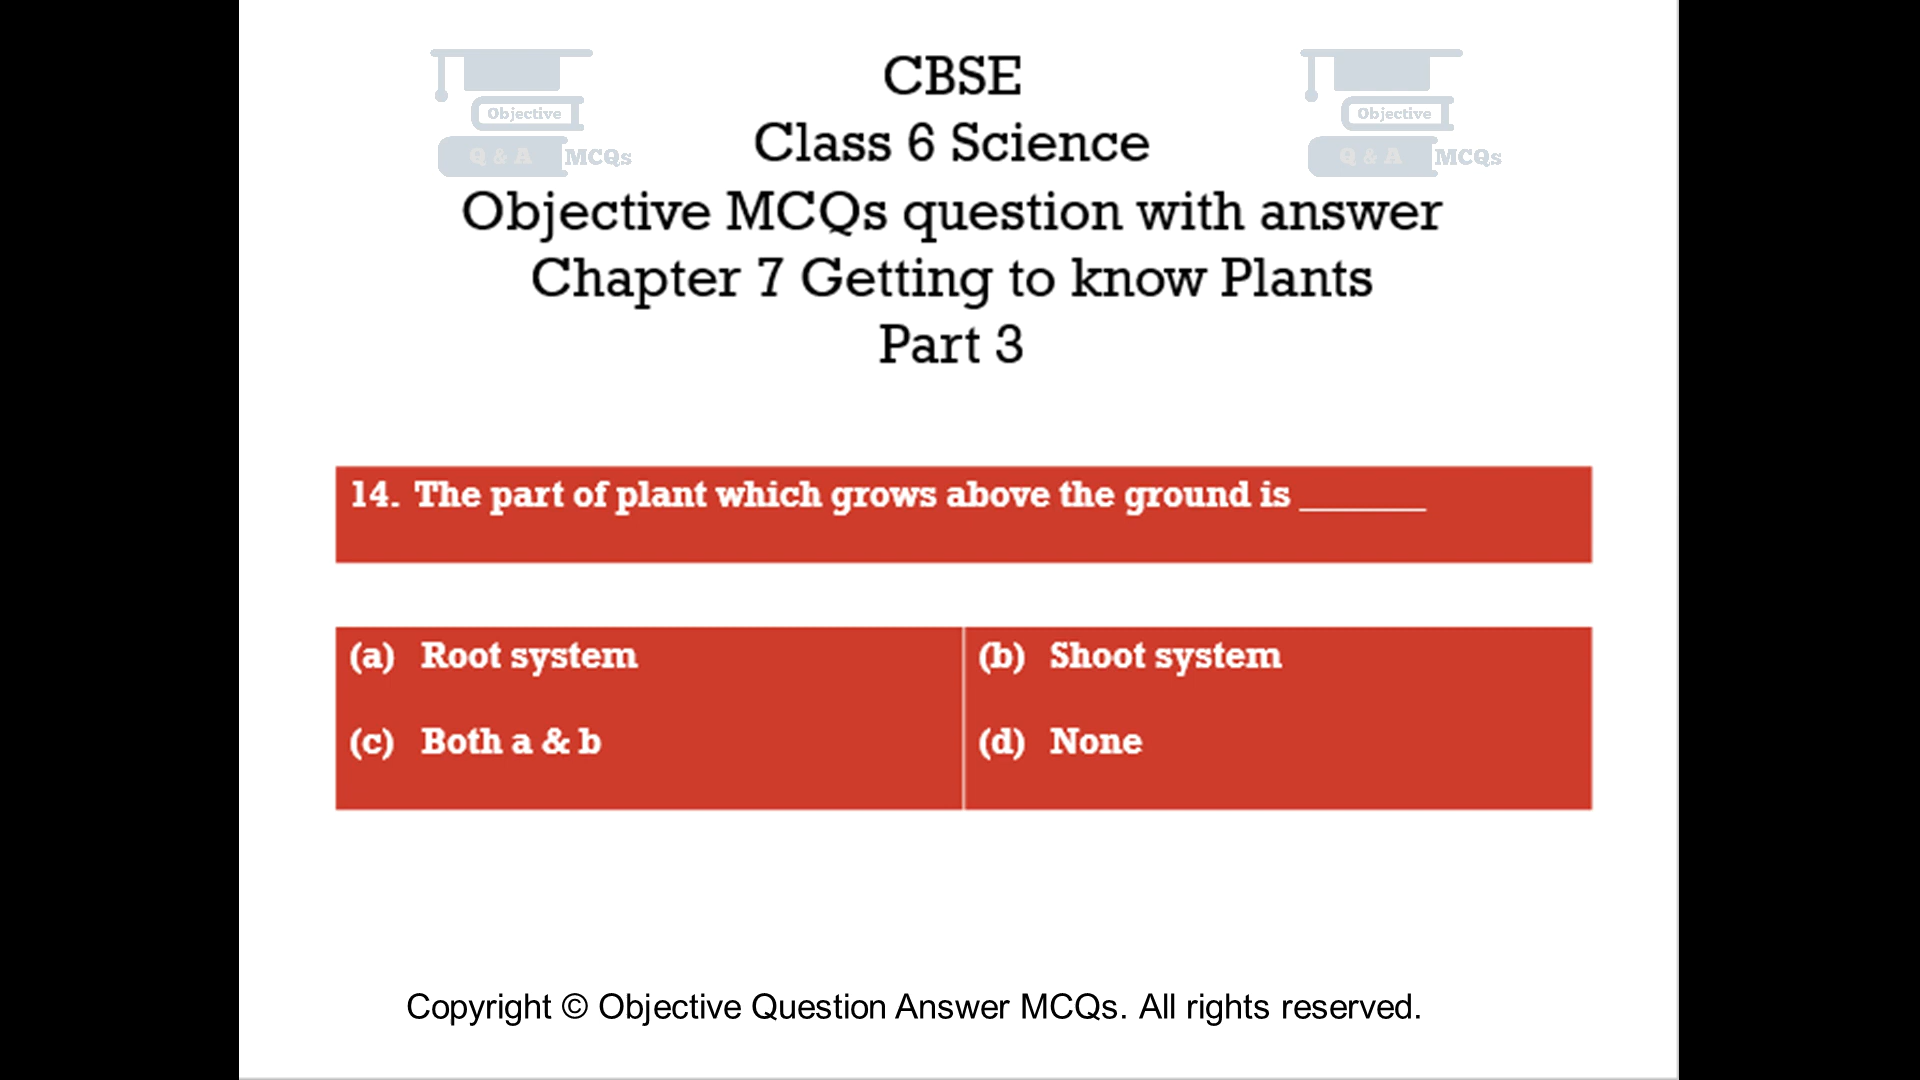 Objective
Q & A MCQs
Objective
Q & A MCQs
CBSE
Class 6 Science
Objective MCQs question with answer
Chapter 7 Getting to know Plants
Part 3
14. The part of plant which grows above the ground is _______
(a) Root system
(b) Shoot system
(c) Both a & b
(d) None
Copyright © Objective Question Answer MCQs. All rights reserved.